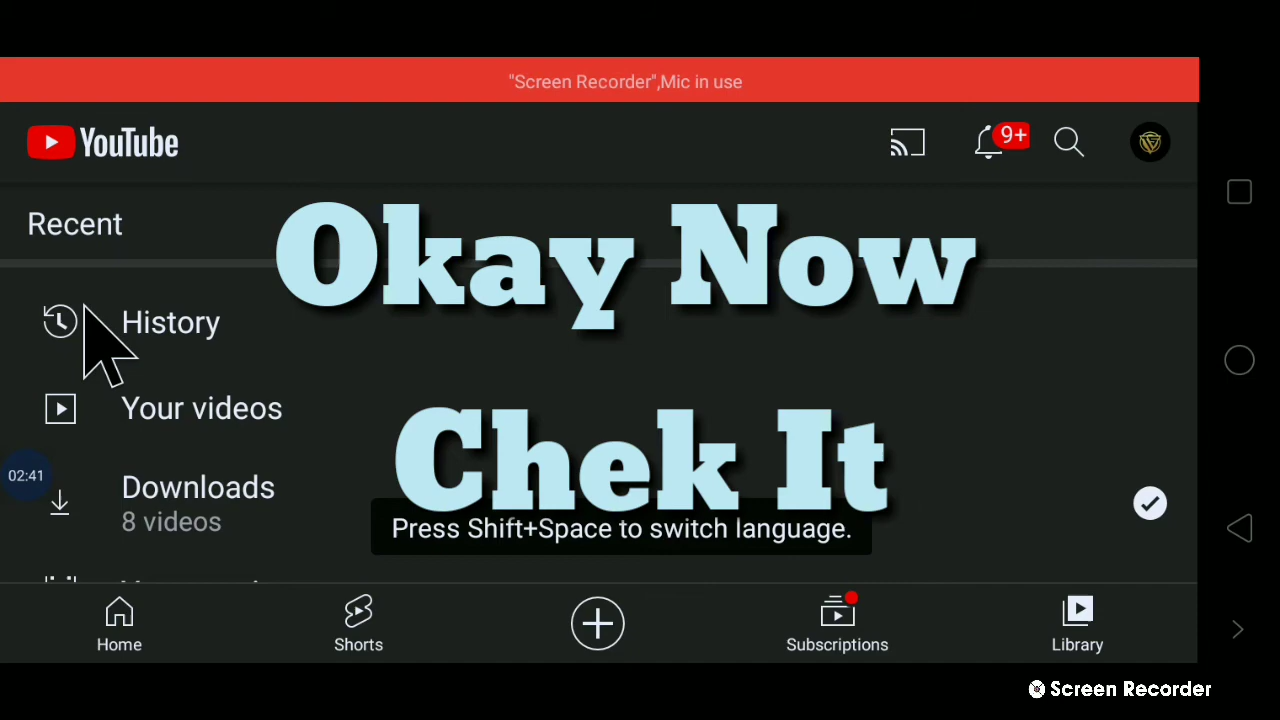 "Screen Recorder",Mic in use
YouTube
9+
Recent
Okay Now
History
Your videos
Chek It
02:41
Downloads
8 videos
Press Shift+Space to switch language.
Home
Shorts
Subscriptions
Library
Screen Recorder